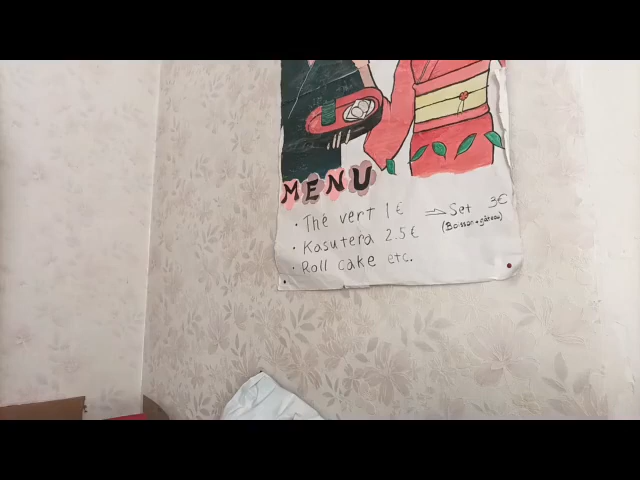 MENU
· Thé vert 1€ ⇒ Set 3€
· Kasutera 2.5€ (Boisson + gâteau)
· Roll cake etc.